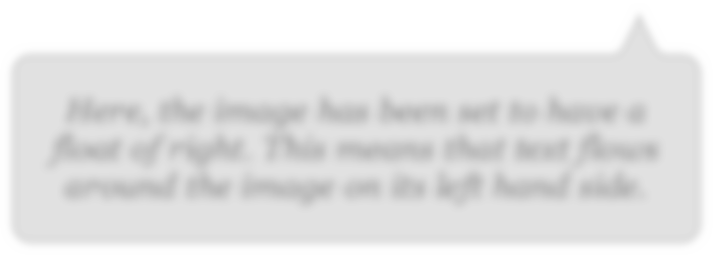 Here, the image has been set to have a
float of right. This means that text flows
around the image on its left hand side.